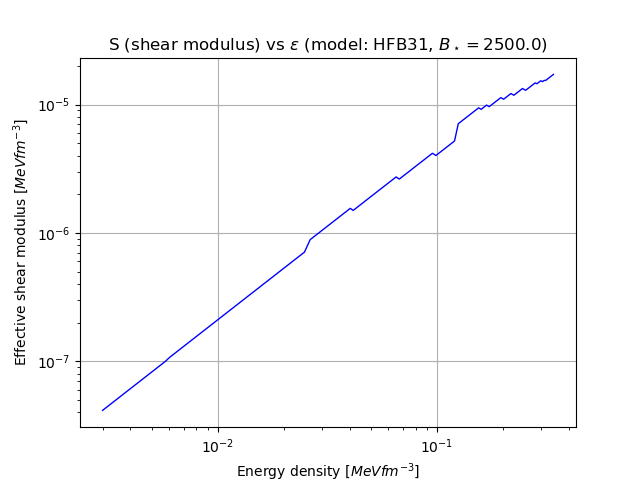 S (shear modulus) vs ε (model: HFB31, B⋆ = 2500.0)
Effective shear modulus [MeVfm⁻³]
10⁻⁵
10⁻⁶
10⁻⁷
10⁻² 10⁻¹
Energy density [MeVfm⁻³]